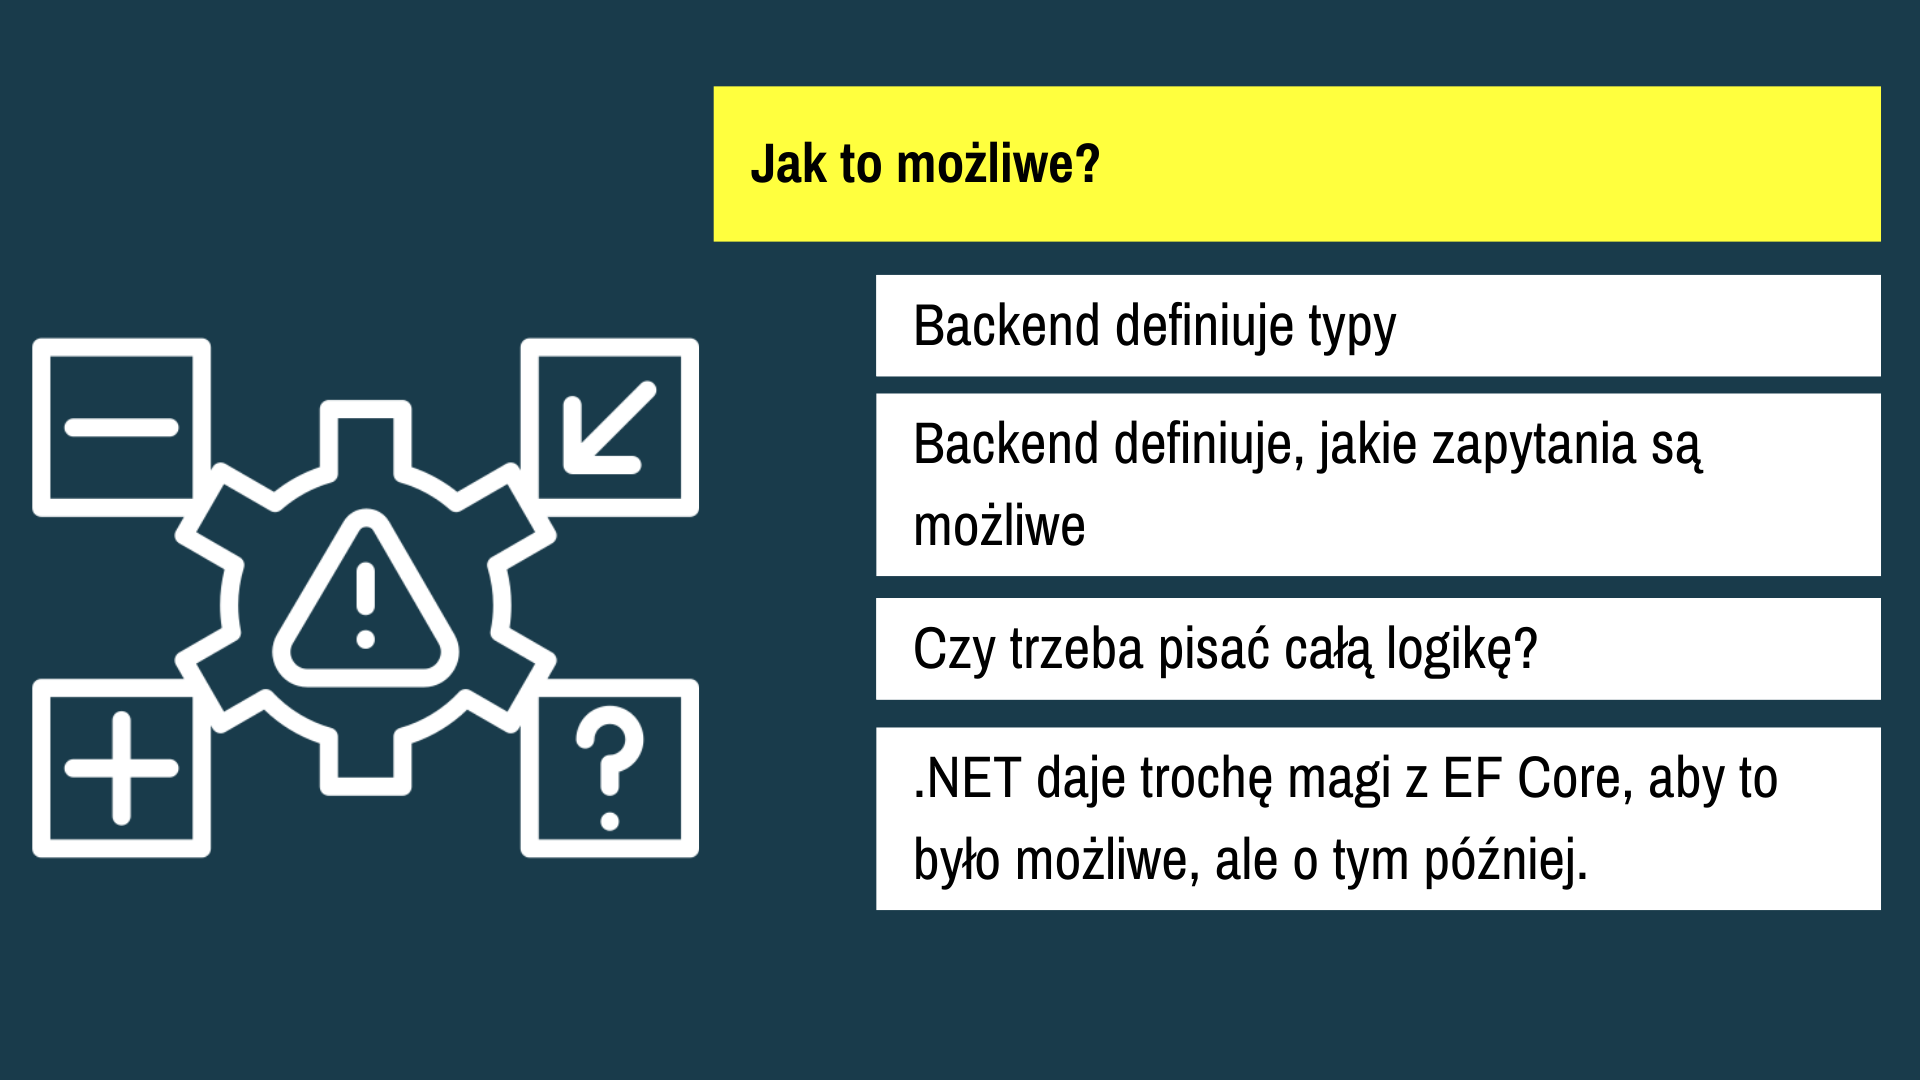 Jak to możliwe?
Backend definiuje typy
Backend definiuje, jakie zapytania są
możliwe
Czy trzeba pisać całą logikę?
.NET daje trochę magi z EF Core, aby to
było możliwe, ale o tym później.